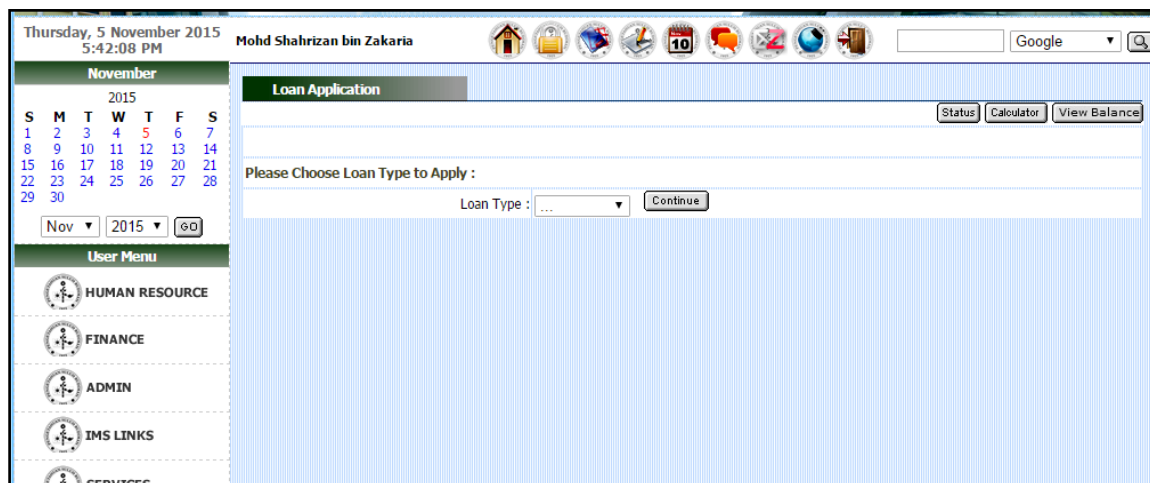 Thursday, 5 November 2015
5:42:08 PM
Mohd Shahrizan bin Zakaria
10
Google
November
2015
S M T W T F S
1 2 3 4 5 6 7
8 9 10 11 12 13 14
15 16 17 18 19 20 21
22 23 24 25 26 27 28
29 30
Nov 2015 GO
User Menu
HUMAN RESOURCE
FINANCE
ADMIN
IMS LINKS
SERVICES
Loan Application
Status Calculator View Balance
Please Choose Loan Type to Apply :
Loan Type : ... Continue